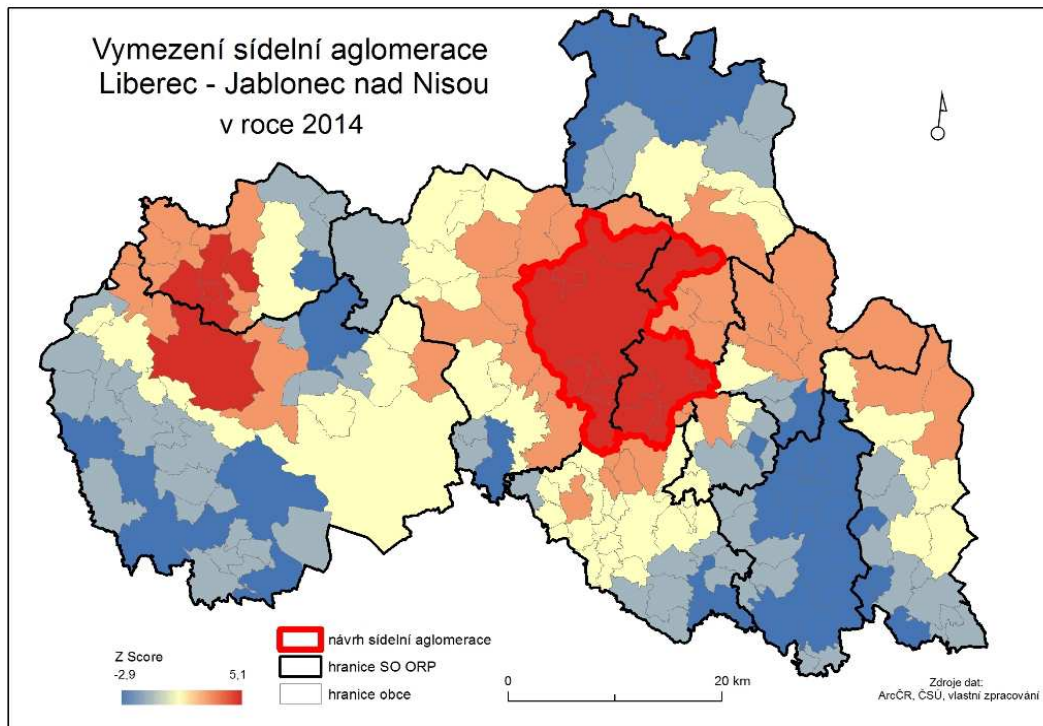 Vymezení sídelní aglomerace
Liberec - Jablonec nad Nisou
v roce 2014
Z Score
-2,9 5,1
návrh sídelní aglomerace
hranice SO ORP
hranice obce
0 20 km
Zdroje dat:
ArcČR, ČSÚ, vlastní zpracování